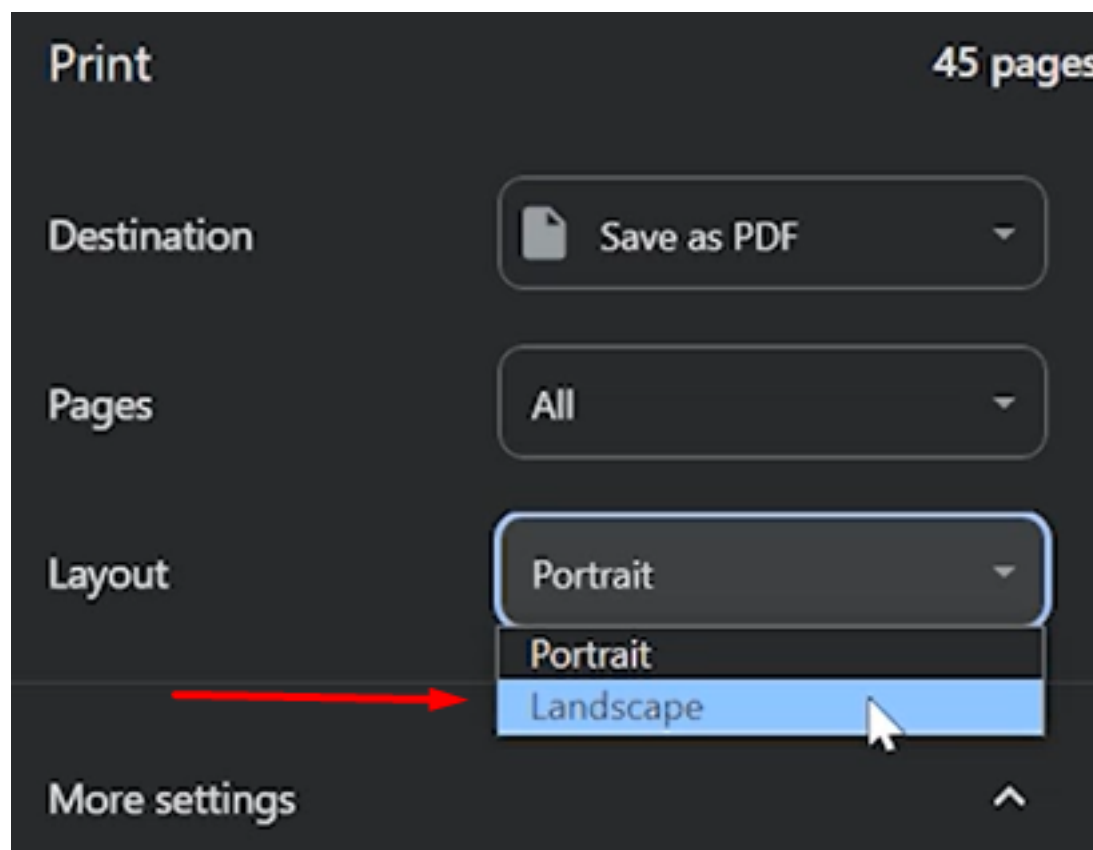 Print 45 pages
Destination Save as PDF
Pages All
Layout Portrait
Portrait
Landscape
More settings